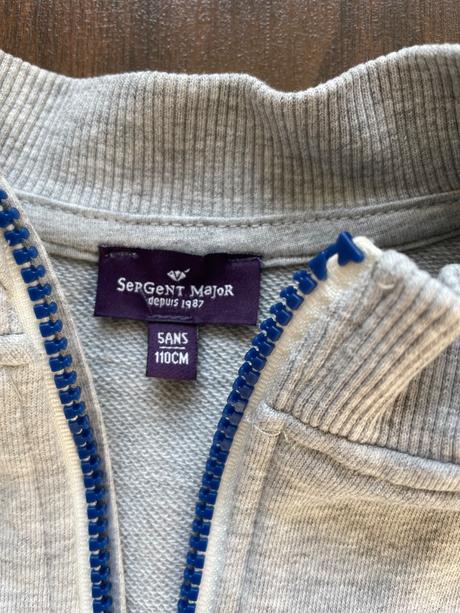 SerGent Major
depuis 1987
5ANS
110CM